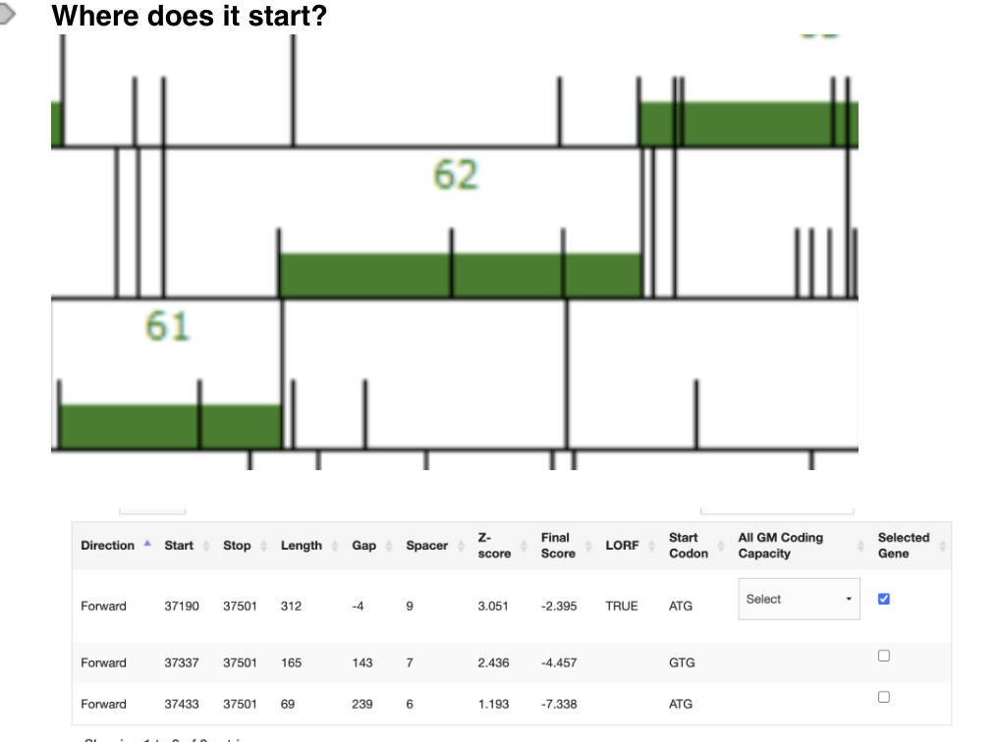 Where does it start?
62
61
Direction Start Stop Length Gap Spacer Z-score Final Score LORF Start Codon All GM Coding Capacity Selected Gene
Forward 37190 37501 312 -4 9 3.051 -2.395 TRUE ATG Select
Forward 37337 37501 165 143 7 2.436 -4.457 GTG
Forward 37433 37501 69 239 6 1.193 -7.338 ATG